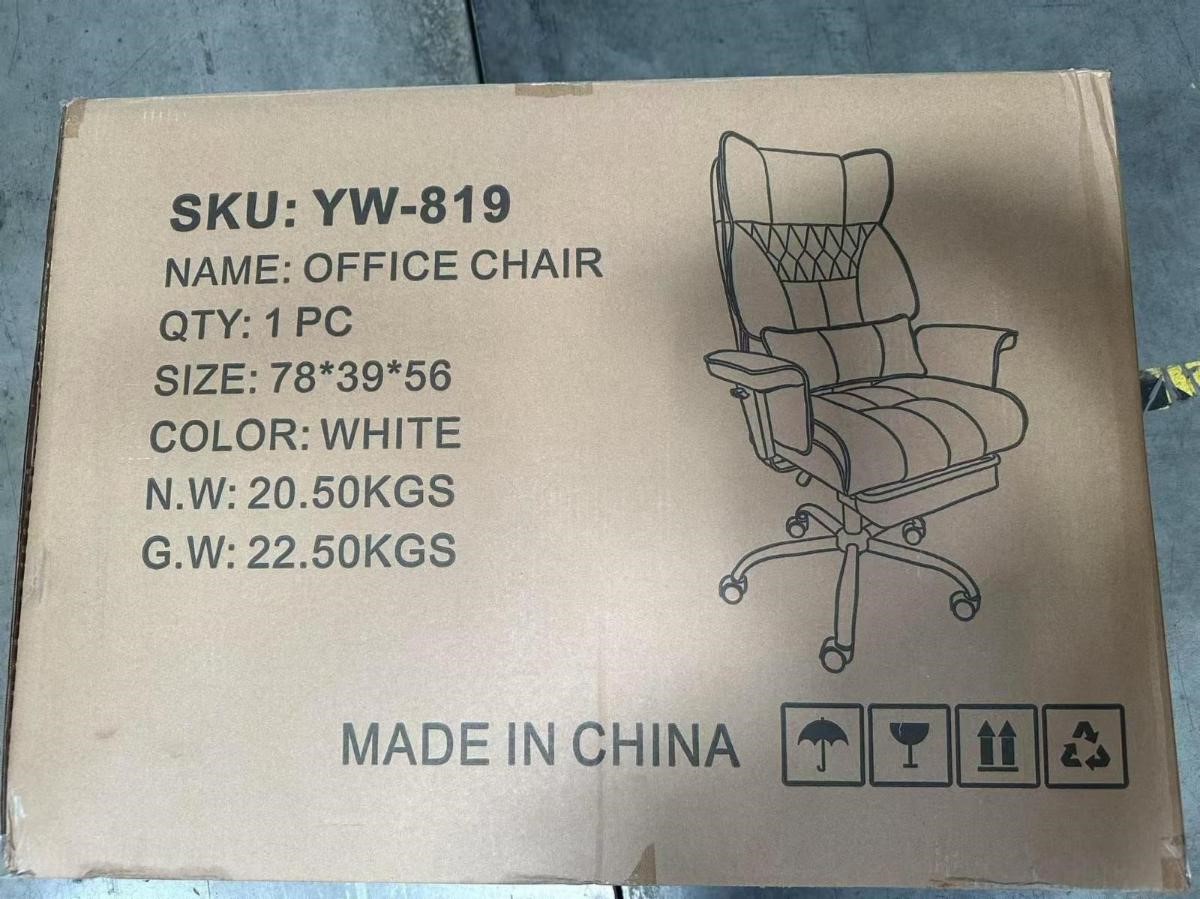 SKU: YW-819
NAME: OFFICE CHAIR
QTY: 1 PC
SIZE: 78*39*56
COLOR: WHITE
N.W: 20.50KGS
G.W: 22.50KGS
MADE IN CHINA